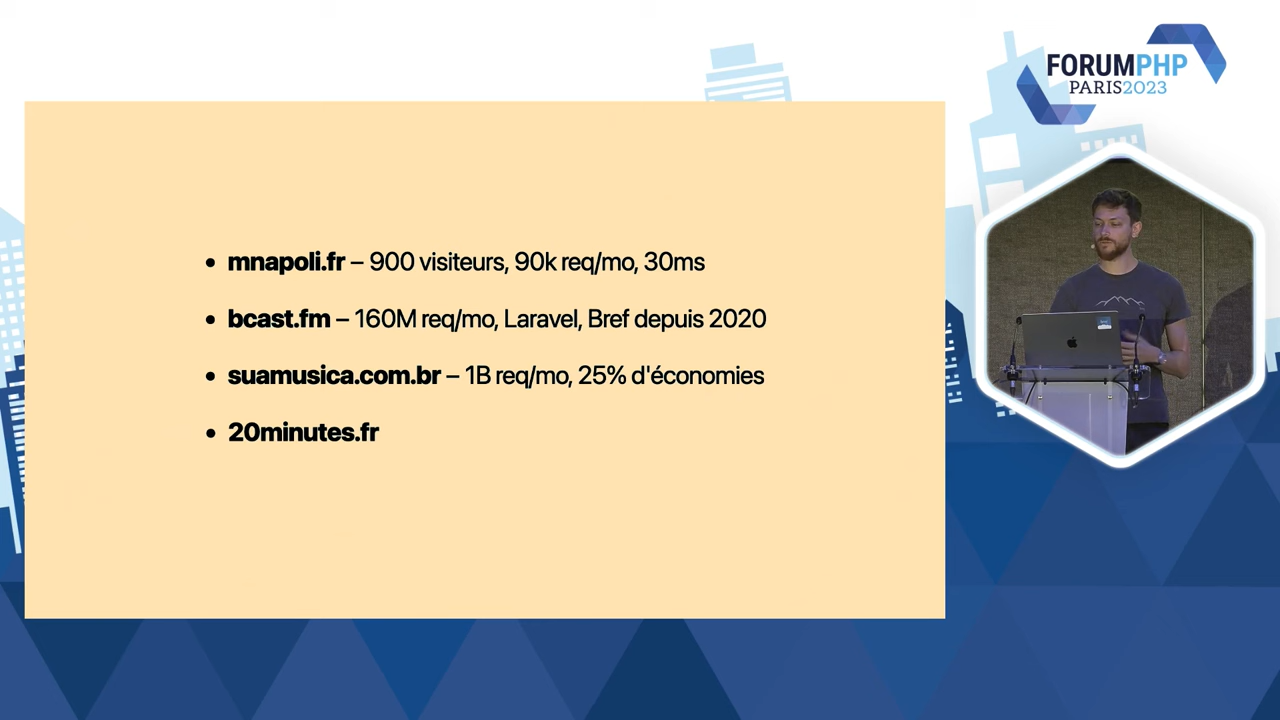 FORUMPHP
PARIS2023
• mnapoli.fr – 900 visiteurs, 90k req/mo, 30ms
• bcast.fm – 160M req/mo, Laravel, Bref depuis 2020
• suamusica.com.br – 1B req/mo, 25% d'économies
• 20minutes.fr